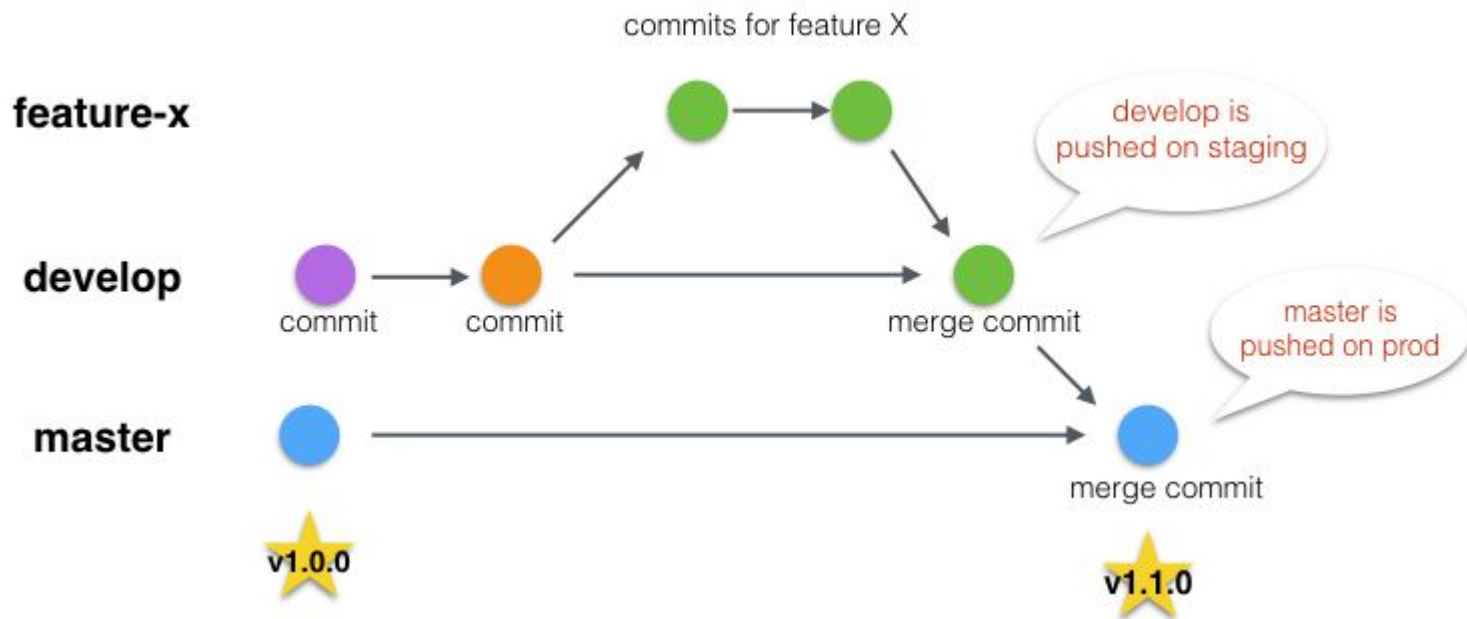 commits for feature X
feature-x
develop is
pushed on staging
develop
commit
commit
merge commit
master is
pushed on prod
master
merge commit
v1.0.0
v1.1.0